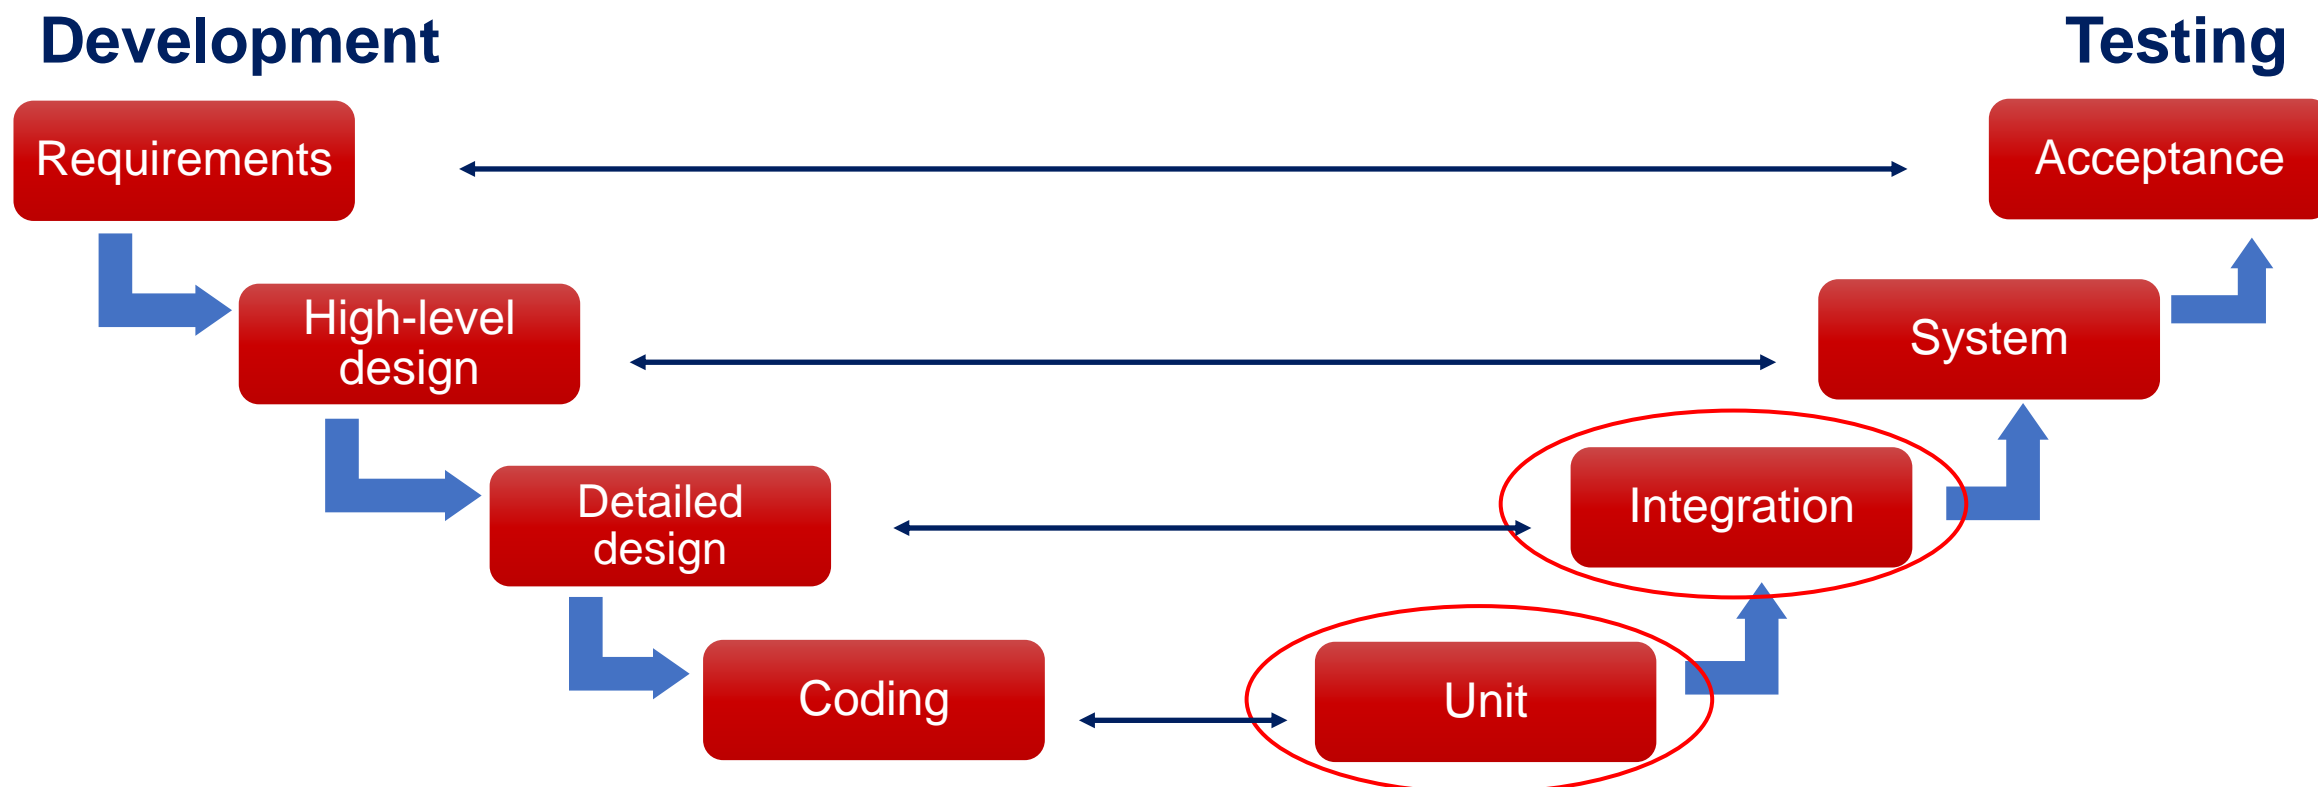 Development
Testing
Requirements
Acceptance
High-level
design
System
Detailed
design
Integration
Coding
Unit